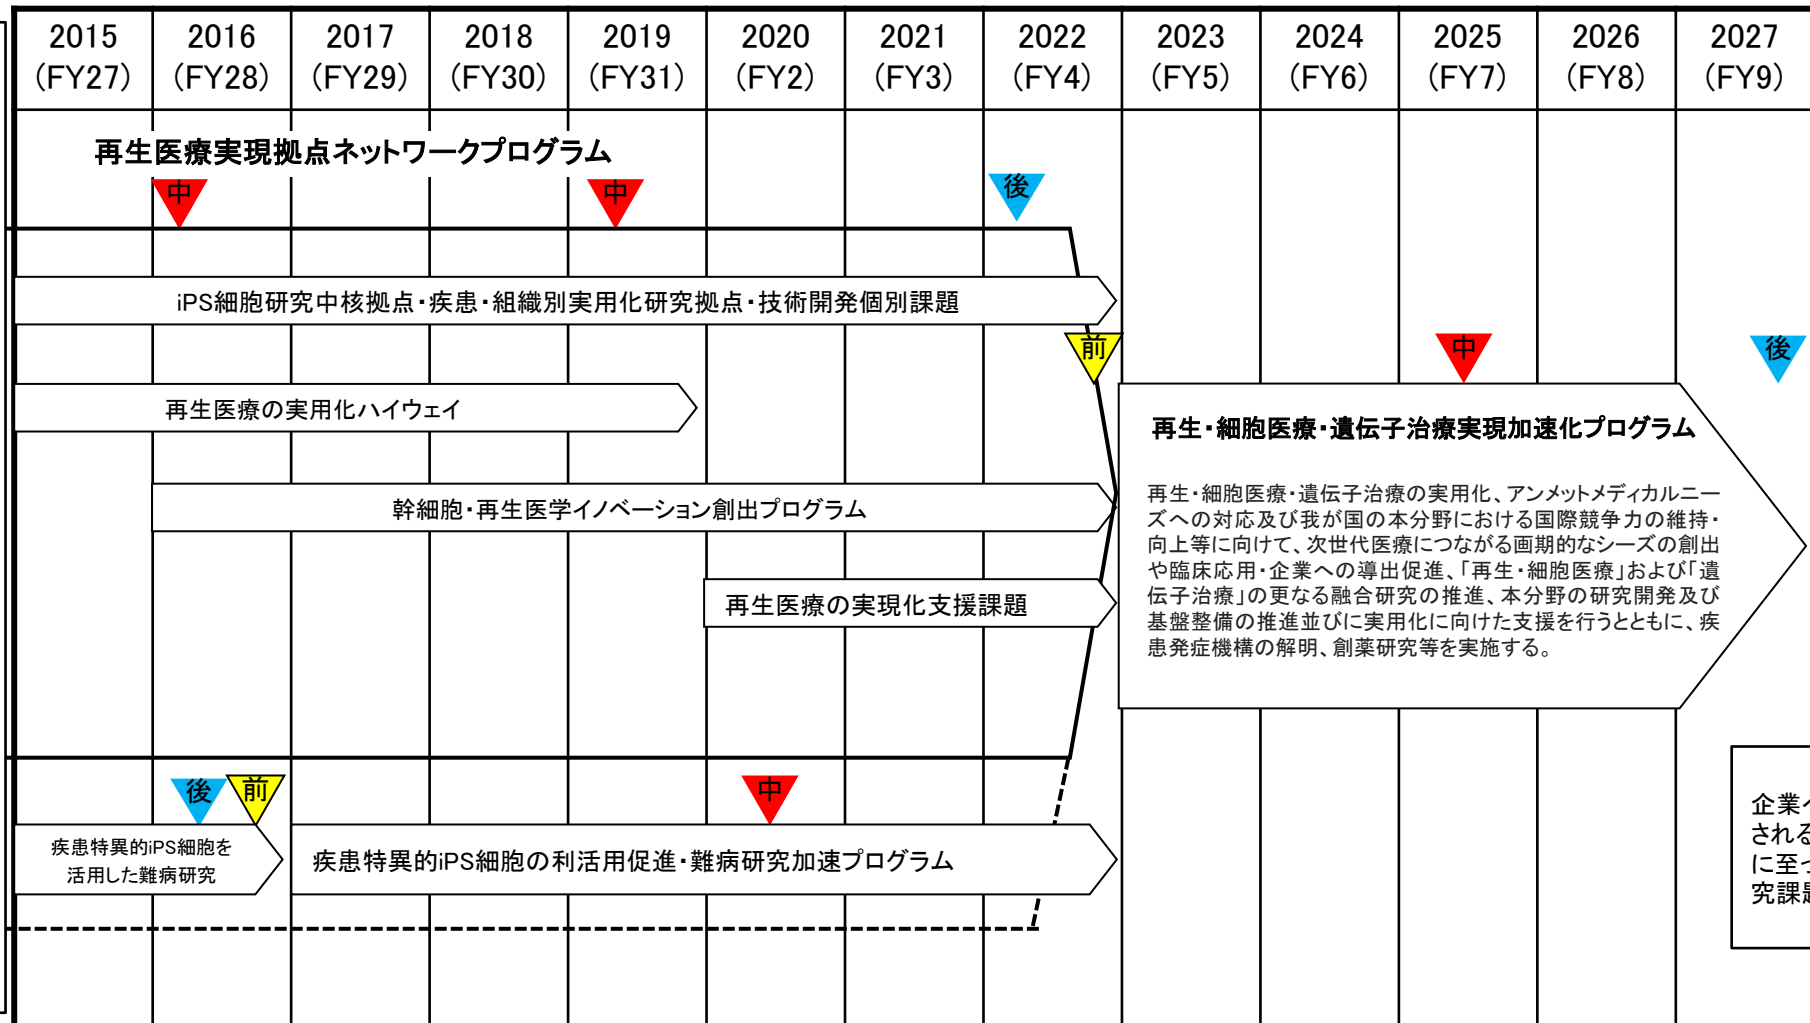 2015 2016 2017 2018 2019 2020 2021 2022 2023 2024 2025 2026 2027
(FY27) (FY28) (FY29) (FY30) (FY31) (FY2) (FY3) (FY4) (FY5) (FY6) (FY7) (FY8) (FY9)
再生医療実現拠点ネットワークプログラム
中
中
後
iPS細胞研究中核拠点・疾患・組織別実用化研究拠点・技術開発個別課題
前
中
後
再生医療の実用化ハイウェイ
幹細胞・再生医学イノベーション創出プログラム
再生医療の実現化支援課題
再生・細胞医療・遺伝子治療実現加速化プログラム
再生・細胞医療・遺伝子治療の実用化、アンメットメディカルニー
ズへの対応及び我が国の本分野における国際競争力の維持・
向上等に向けて、次世代医療につながる画期的なシーズの創出
や臨床応用・企業への導出促進、「再生・細胞医療」および「遺
伝子治療」の更なる融合研究の推進、本分野の研究開発及び
基盤整備の推進並びに実用化に向けた支援を行うとともに、疾
患発症機構の解明、創薬研究等を実施する。
後
前
中
疾患特異的iPS細胞を
活用した難病研究
疾患特異的iPS細胞の利活用促進・難病研究加速プログラム
企業
される
に至
究課